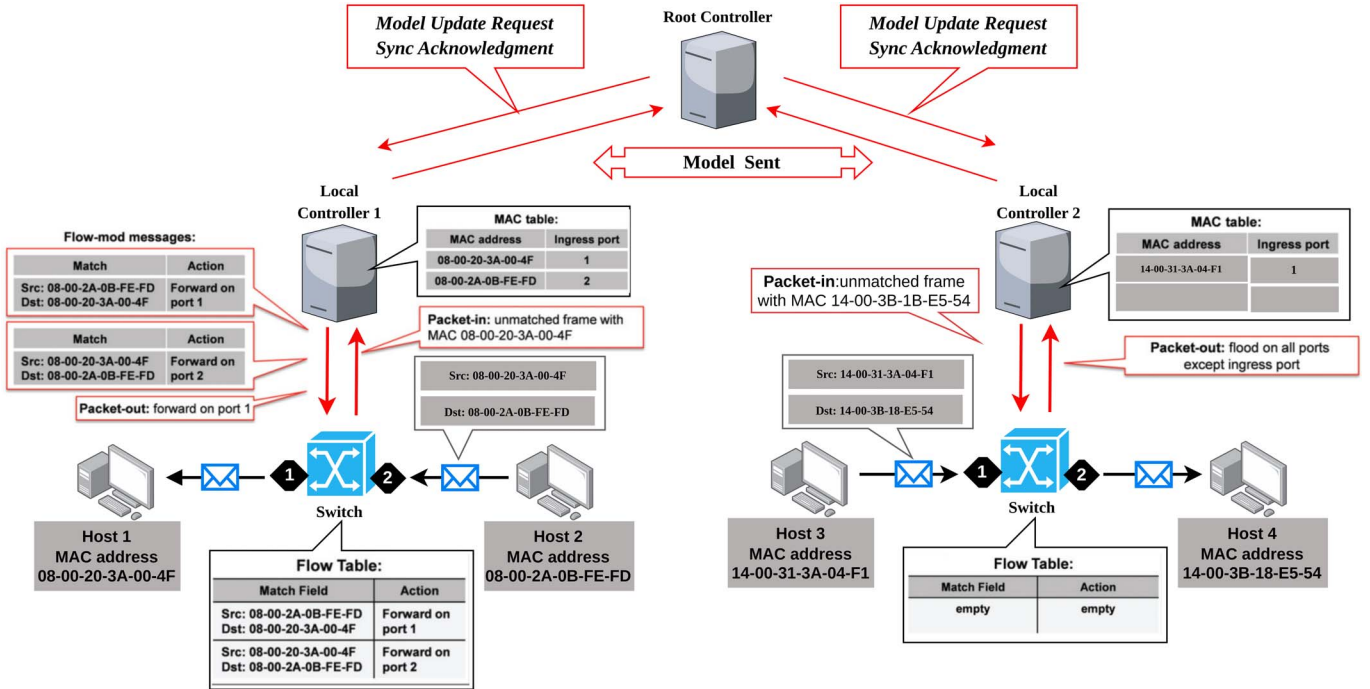 Model Update Request
Sync Acknowledgment
Root Controller
Model Update Request
Sync Acknowledgment
Model Sent
Local
Controller 1
MAC table:
MAC address Ingress port
08-00-20-3A-00-4F 1
08-00-2A-0B-FE-FD 2
Flow-mod messages:
Match Action
Src: 08-00-2A-0B-FE-FD Forward on
Dst: 08-00-20-3A-00-4F port 1
Match Action
Src: 08-00-20-3A-00-4F Forward on
Dst: 08-00-2A-0B-FE-FD port 2
Packet-out: forward on port 1
Packet-in: unmatched frame with
MAC 08-00-20-3A-00-4F
Src: 08-00-20-3A-00-4F
Dst: 08-00-2A-0B-FE-FD
1
2
Switch
Host 1
MAC address
08-00-20-3A-00-4F
Host 2
MAC address
08-00-2A-0B-FE-FD
Flow Table:
Match Field Action
Src: 08-00-2A-0B-FE-FD Forward on
Dst: 08-00-20-3A-00-4F port 1
Src: 08-00-20-3A-00-4F Forward on
Dst: 08-00-2A-0B-FE-FD port 2
Local
Controller 2
MAC table:
MAC address Ingress port
14-00-31-3A-04-F1 1
Packet-in:unmatched frame
with MAC 14-00-3B-1B-E5-54
Packet-out: flood on all ports
except ingress port
Src: 14-00-31-3A-04-F1
Dst: 14-00-3B-18-E5-54
1
2
Switch
Host 3
MAC address
14-00-31-3A-04-F1
Host 4
MAC address
14-00-3B-18-E5-54
Flow Table:
Match Field Action
empty empty